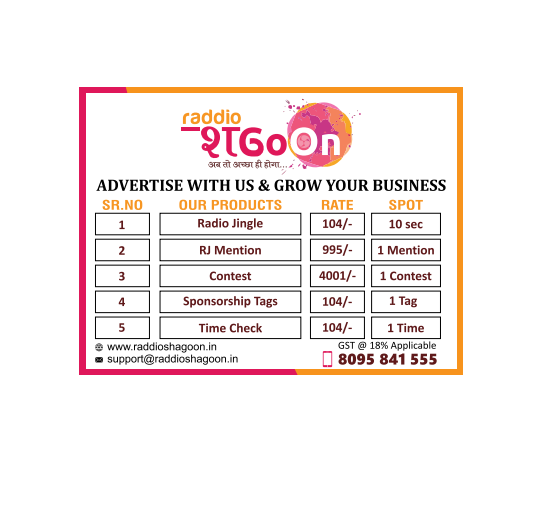 raddio
शGOOn
अब तो अच्छा ही होगा...
ADVERTISE WITH US & GROW YOUR BUSINESS
SR.NO OUR PRODUCTS RATE SPOT
1 Radio Jingle 104/- 10 sec
2 RJ Mention 995/- 1 Mention
3 Contest 4001/- 1 Contest
4 Sponsorship Tags 104/- 1 Tag
5 Time Check 104/- 1 Time
www.raddioshagoon.in GST @ 18% Applicable
support@raddioshagoon.in 8095 841 555